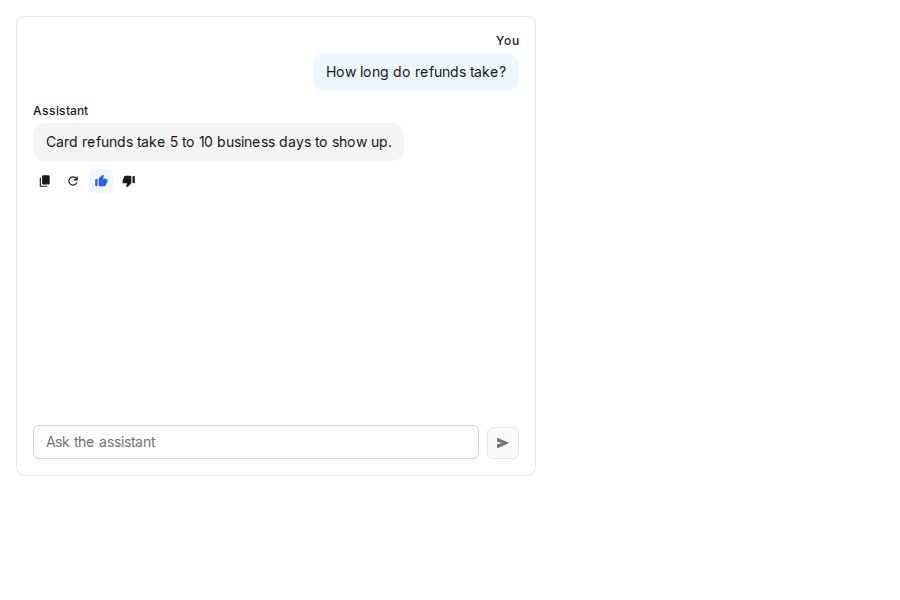 You
How long do refunds take?
Assistant
Card refunds take 5 to 10 business days to show up.
Ask the assistant